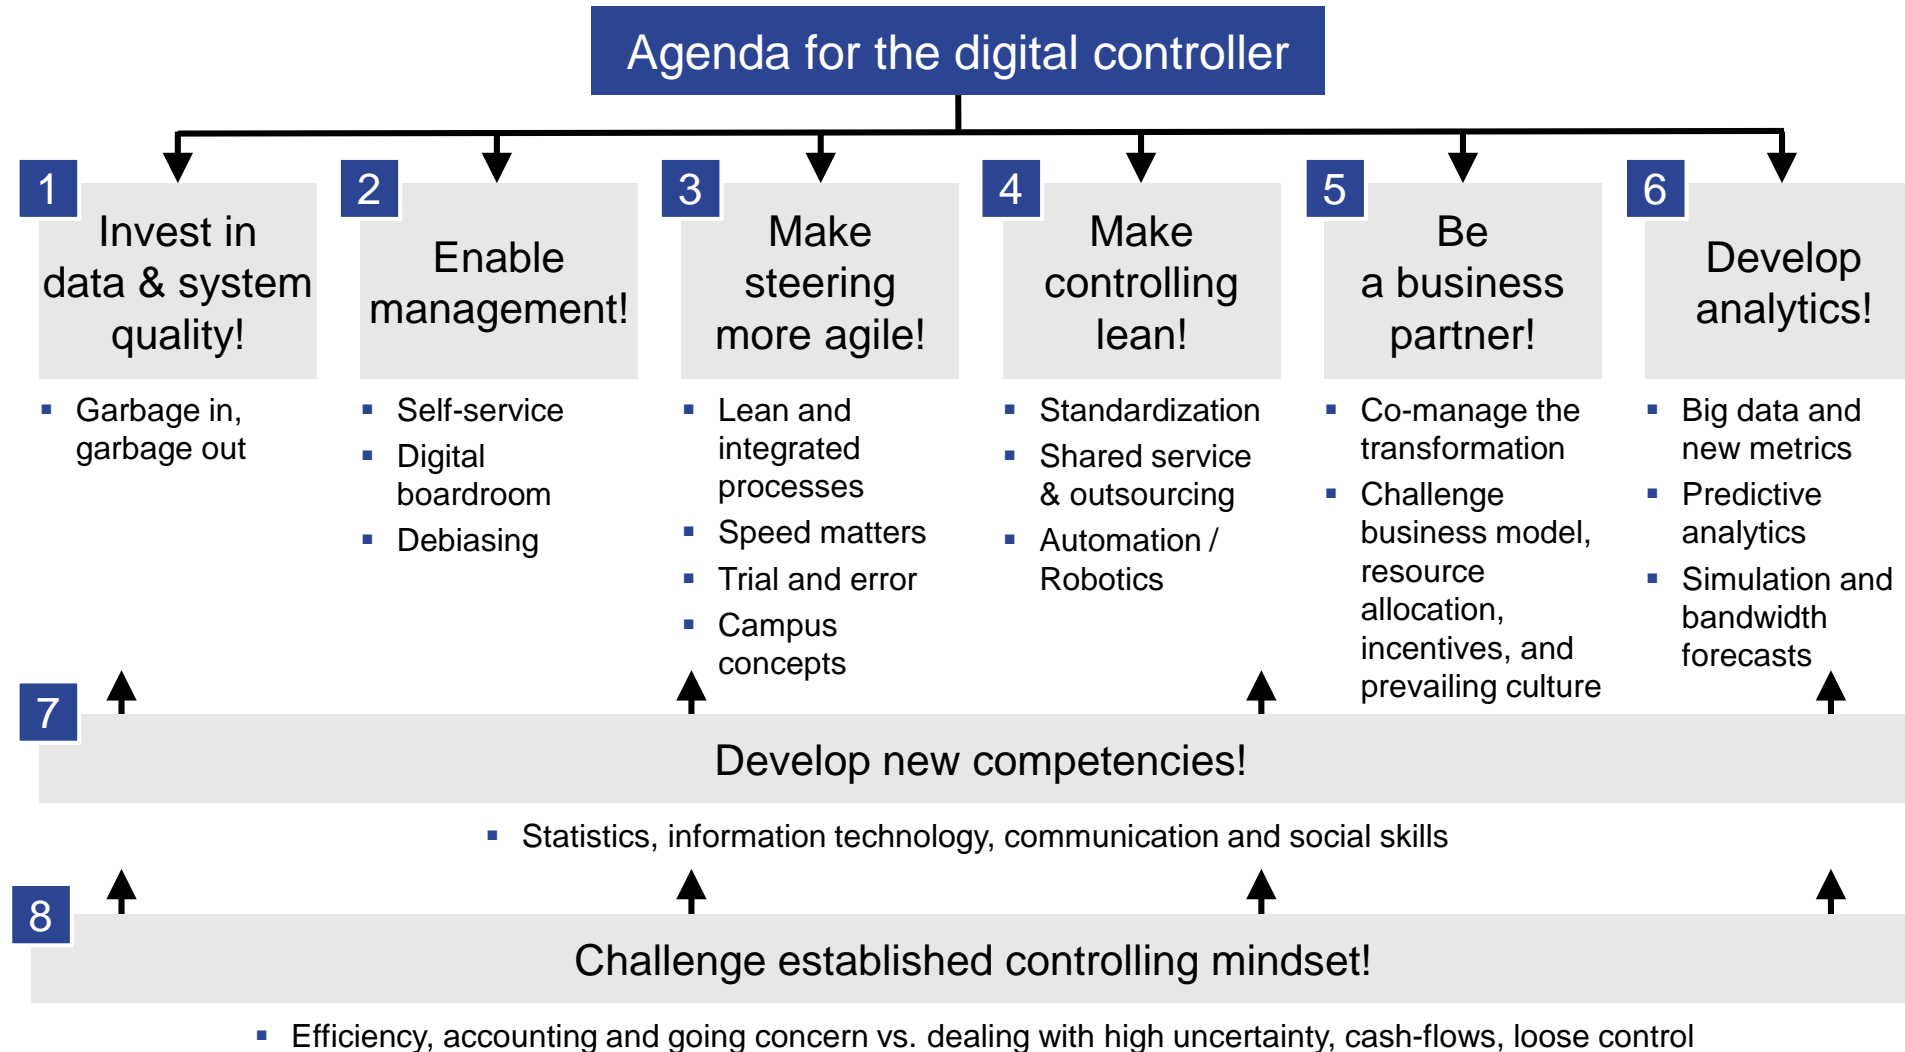 Agenda for the digital controller
1
Invest in
data & system
quality!
▪ Garbage in,
garbage out
2
Enable
management!
▪ Self-service
▪ Digital
boardroom
▪ Debiasing
3
Make
steering
more agile!
▪ Lean and
integrated
processes
▪ Speed matters
▪ Trial and error
▪ Campus
concepts
4
Make
controlling
lean!
▪ Standardization
▪ Shared service
& outsourcing
▪ Automation /
Robotics
5
Be
a business
partner!
▪ Co-manage the
transformation
▪ Challenge
business model,
resource
allocation,
incentives, and
prevailing culture
6
Develop
analytics!
▪ Big data and
new metrics
▪ Predictive
analytics
▪ Simulation and
bandwidth
forecasts
7
Develop new competencies!
▪ Statistics, information technology, communication and social skills
8
Challenge established controlling mindset!
▪ Efficiency, accounting and going concern vs. dealing with high uncertainty, cash-flows, loose control